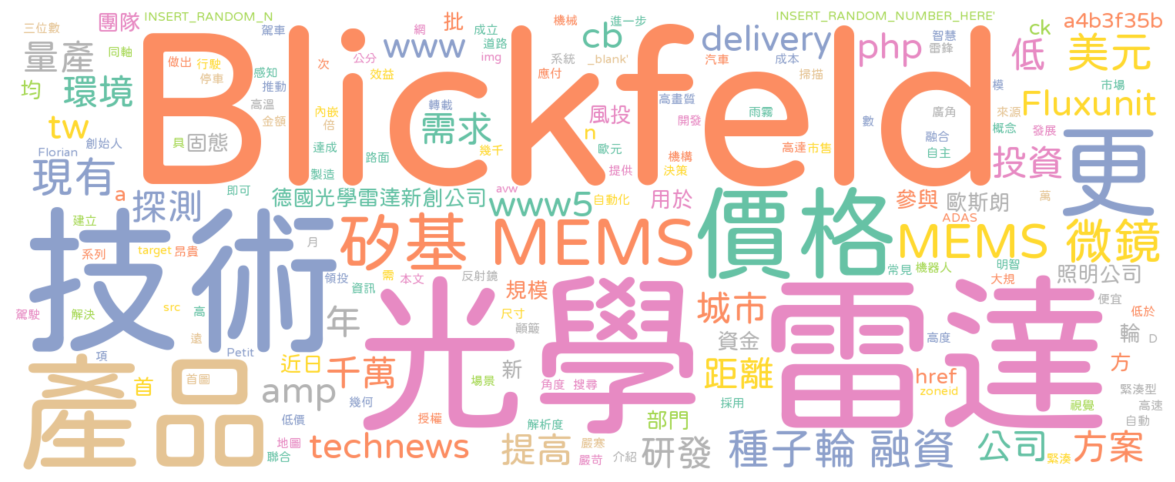 三位數
團隊
INSERT_RANDOM_N
駕車
網
成立
批
機械
進一步
INSERT_RANDOM_NUMBER_HERE'
智慧
ck
a4b3f35b
量產
同軸
做出
行駛
停車
感知
推動
次
公分
效益
www
道路
img
cb
系統
_blank'
應付
delivery
汽車
成本
掃描
php
雷鋒
低
美元
均
環境
高溫
金額
Blickfeld
內嵌
倍
轉載
需求
風投
高畫質
開發
雨霧
廣角
模
來源
市場
Fluxunit
tw
創始人
具
固態
達成
路面
幾千
n
歐元
機構
決策
高速
市售
數
融合
自主
概念
發展
Florian
現有
製造
提供
投資
更
a
探測
即可
德國光學雷達新創公司
avw
www5
自動化
用於
參與
歐斯朗
萬
建立
ADAS
技術
月
矽基 MEMS
價格
MEMS 微鏡
系列
target
昂貴
領投
資訊
需
本文
反射鏡
規模
常見
機器人
明智
大規
照明公司
便宜
駕駛
解決
src
高
遠
年
光學雷達
尺寸
顛簸
城市
資金
高度
低於
輪
D
項
Petit
近日
千萬
新
場景
角度
搜尋
距離
href
zoneid
方
產品
首
首圖
amp
低價
幾何
授權
解析度
部門
採用
視覺
緊湊型
高速
自動
地圖
聯合
technews
提高
嚴寒
嚴苛
介紹
研發
種子輪 融資
公司
緊湊
方案